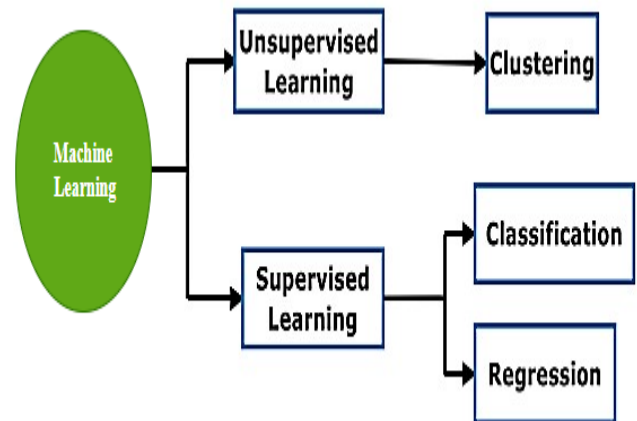 Machine
Learning
Unsupervised
Learning
Clustering
Supervised
Learning
Classification
Regression